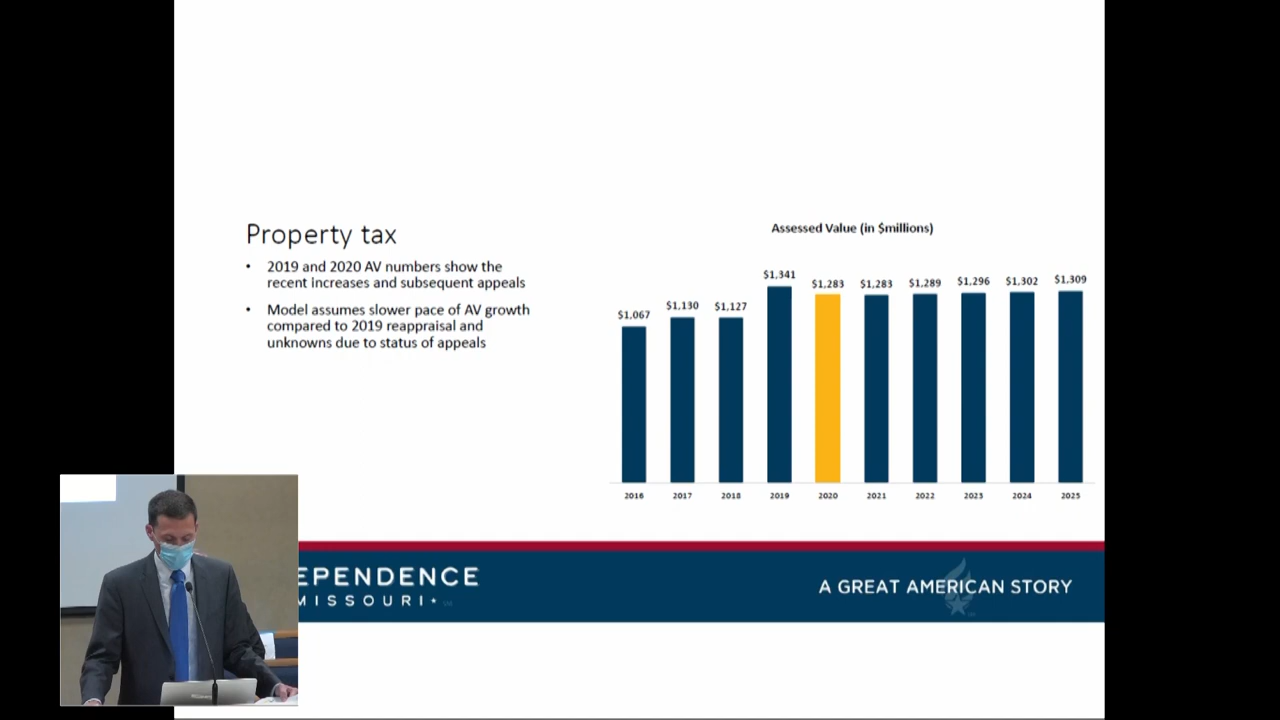 Property tax
• 2019 and 2020 AV numbers show the
recent increases and subsequent appeals
• Model assumes slower pace of AV growth
compared to 2019 reappraisal and
unknowns due to status of appeals
Assessed Value (in $millions)
$1,067 $1,130 $1,127 $1,341 $1,283 $1,283 $1,289 $1,296 $1,302 $1,309
2016 2017 2018 2019 2020 2021 2022 2023 2024 2025
EPENDENCE
MISSOURI
A GREAT AMERICAN STORY